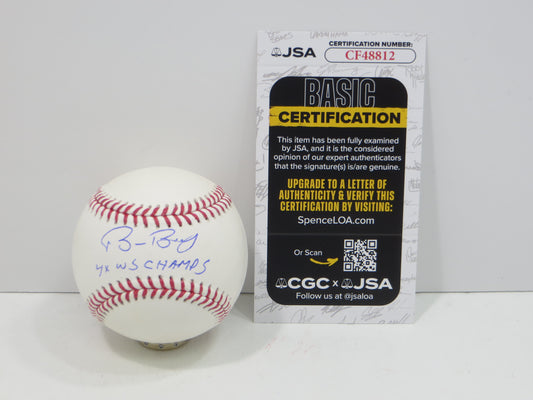 JSA
CERTIFICATION NUMBER:
CF48812
BASIC
CERTIFICATION
This item has been fully examined
by JSA, and it is the considered
opinion of our expert authenticators
that the signature(s) is/are genuine.
UPGRADE TO A LETTER OF
AUTHENTICITY & VERIFY THIS
CERTIFICATION BY VISITING:
SpenceLOA.com
Or Scan
CGC x JSA
Follow us at @jsaloa
4x WS CHAMPS